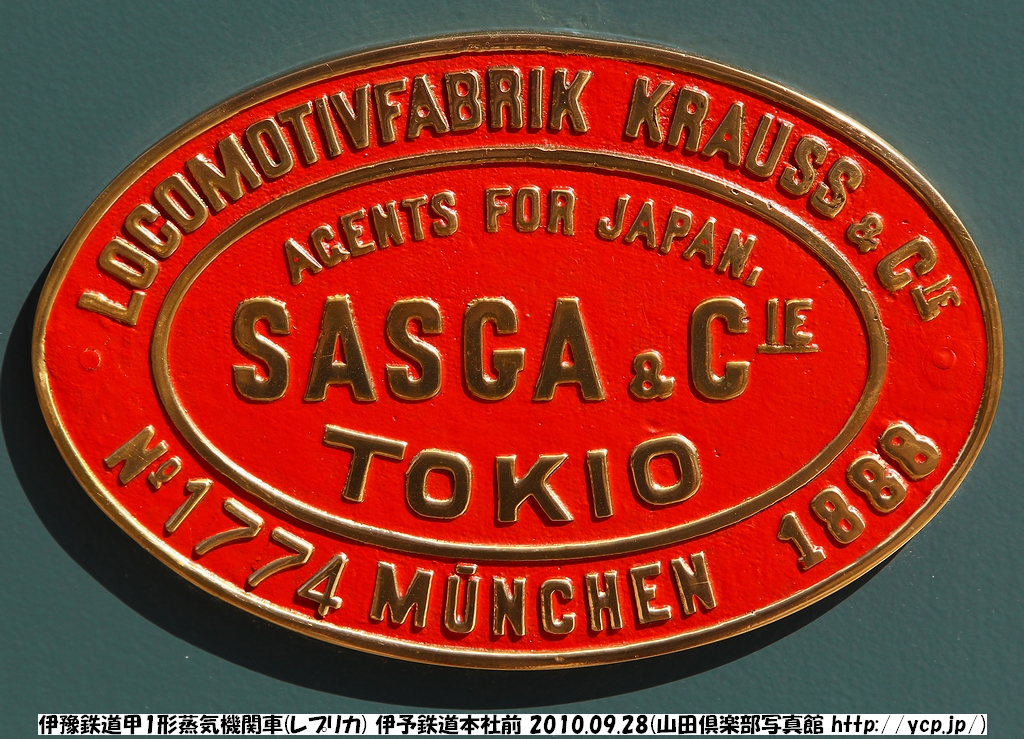 LOCOMOTIVFABRIK KRAUSS & CIE
AGENTS FOR JAPAN,
SASGA & CIE
TOKIO
No 1774 MŪNCHEN 1888
伊豫鉄道甲1形蒸気機関車(レプリカ) 伊予鉄道本社前 2010.09.28(山田倶楽部写真館 http://ycp.jp/)